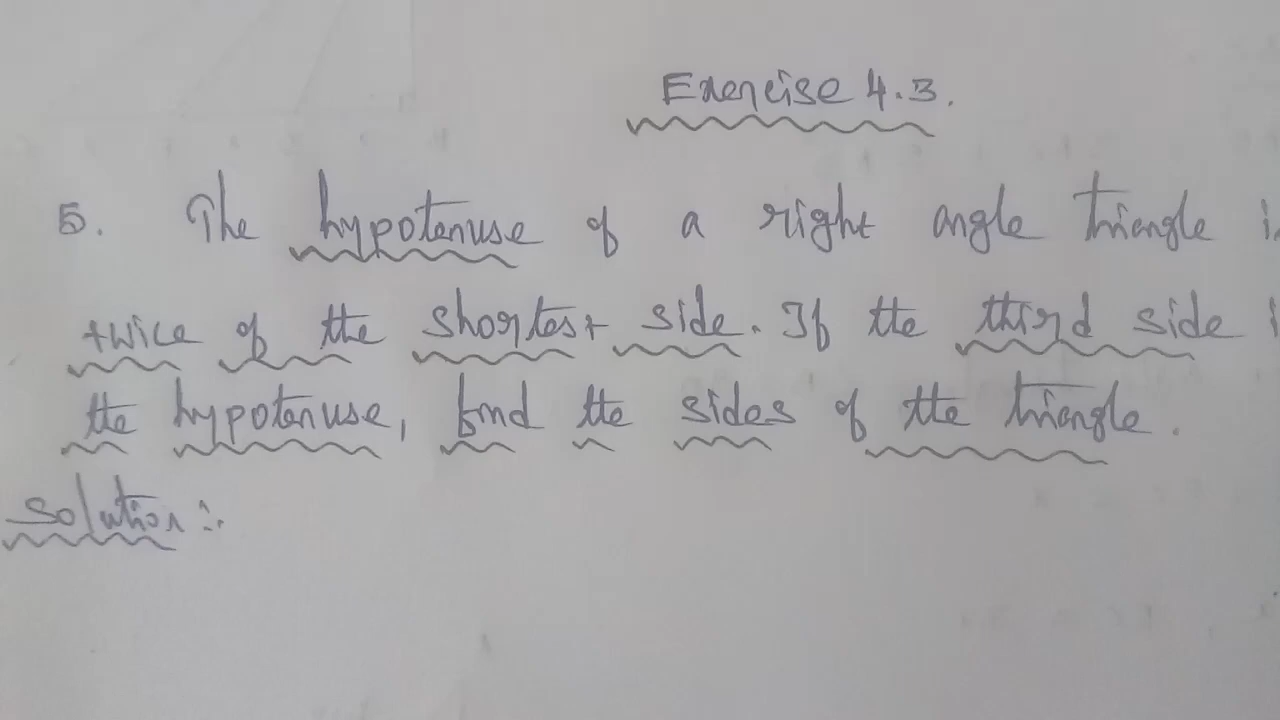 Exercise 4.3.
5. The hypotenuse of a right angle triangle
twice of the shortest side. If the third side
the hypotenuse, find the sides of the triangle.
Solution :-